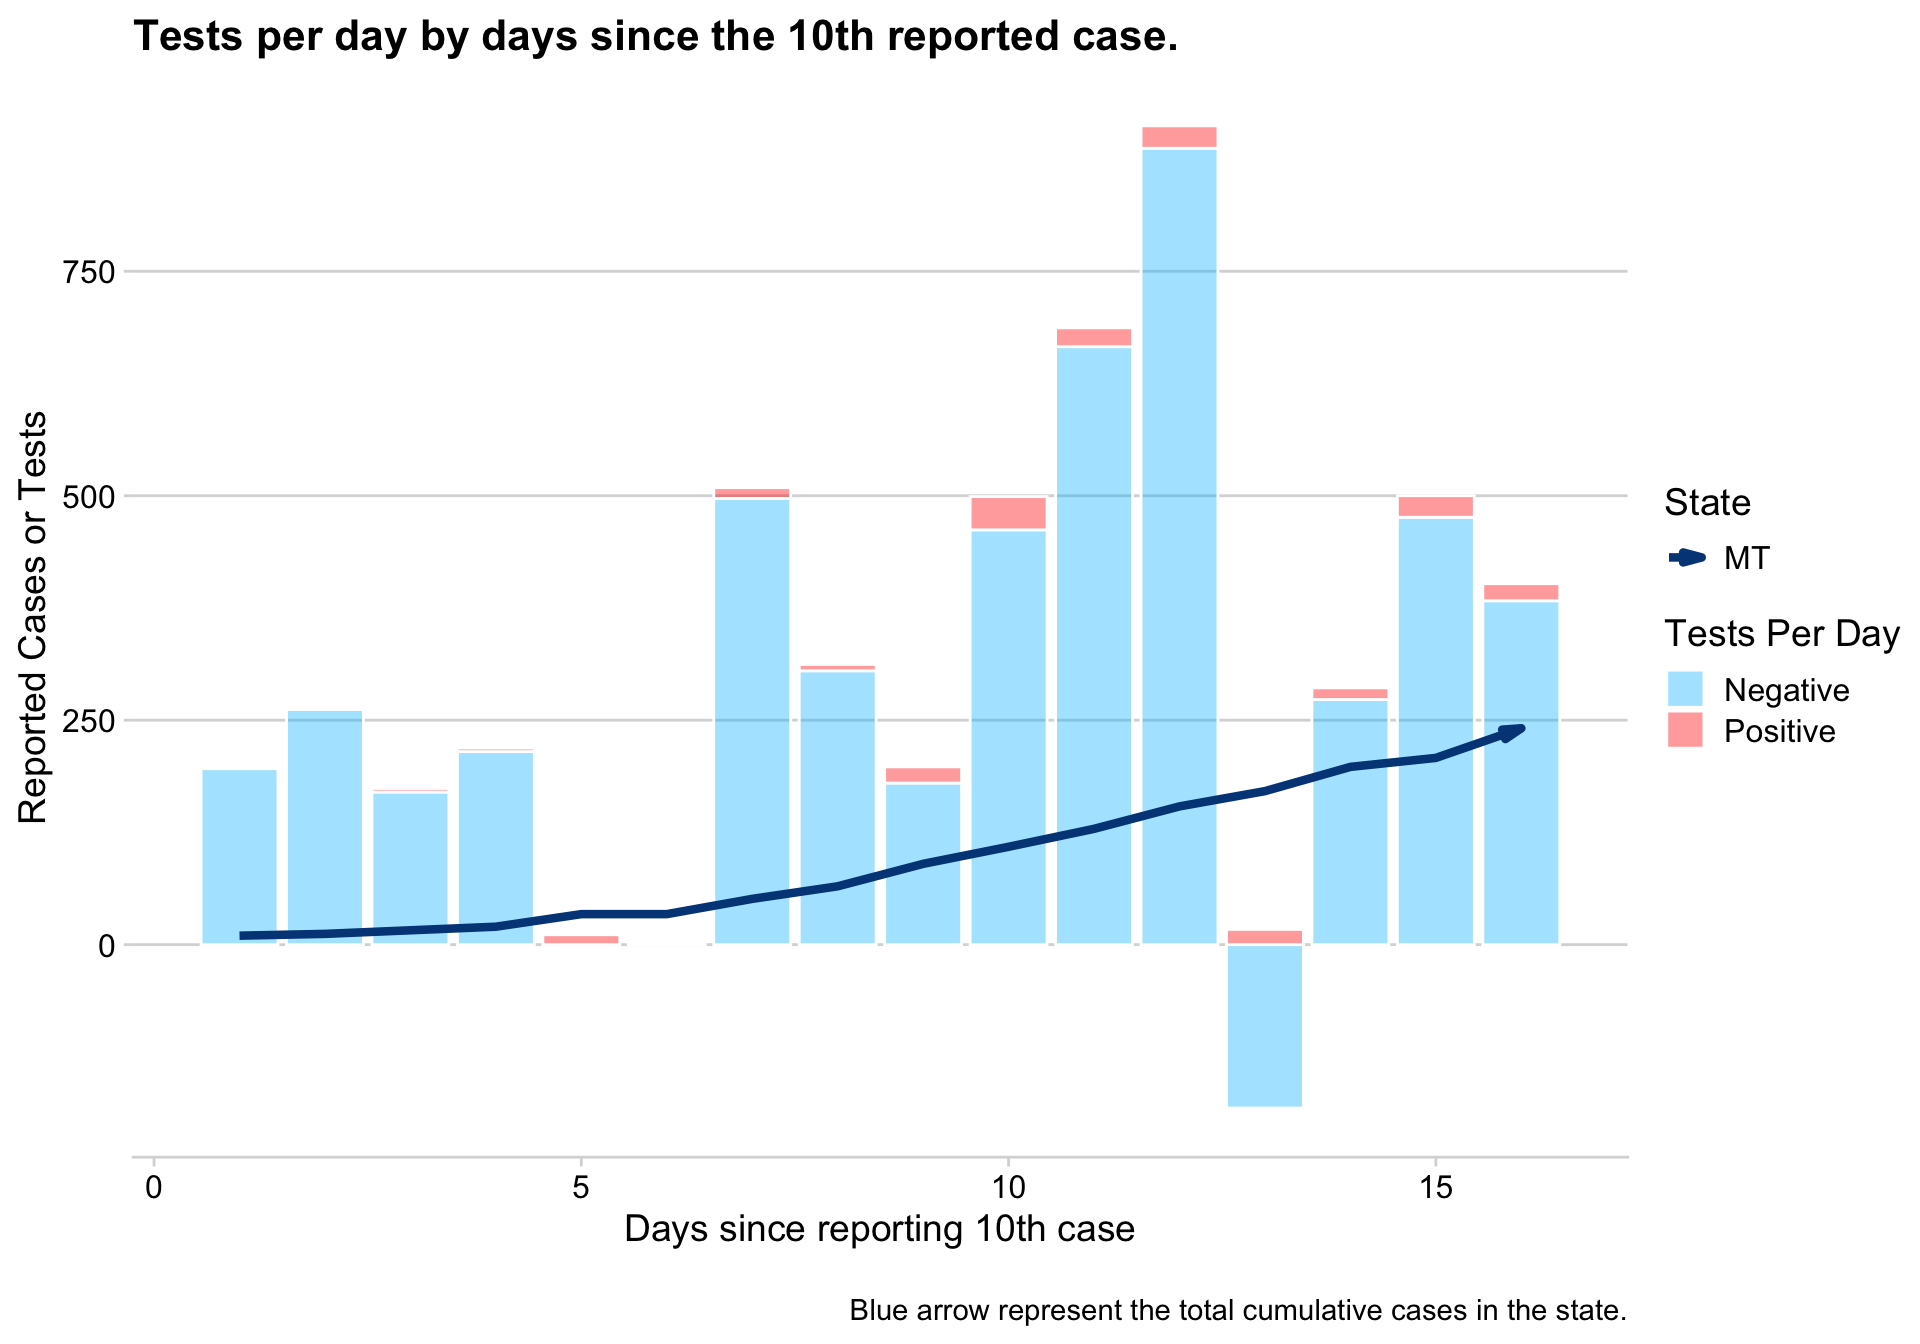 Tests per day by days since the 10th reported case.
Reported Cases or Tests
750
500
250
0
0
5
10
15
Days since reporting 10th case
State
MT
Tests Per Day
Negative
Positive
Blue arrow represent the total cumulative cases in the state.